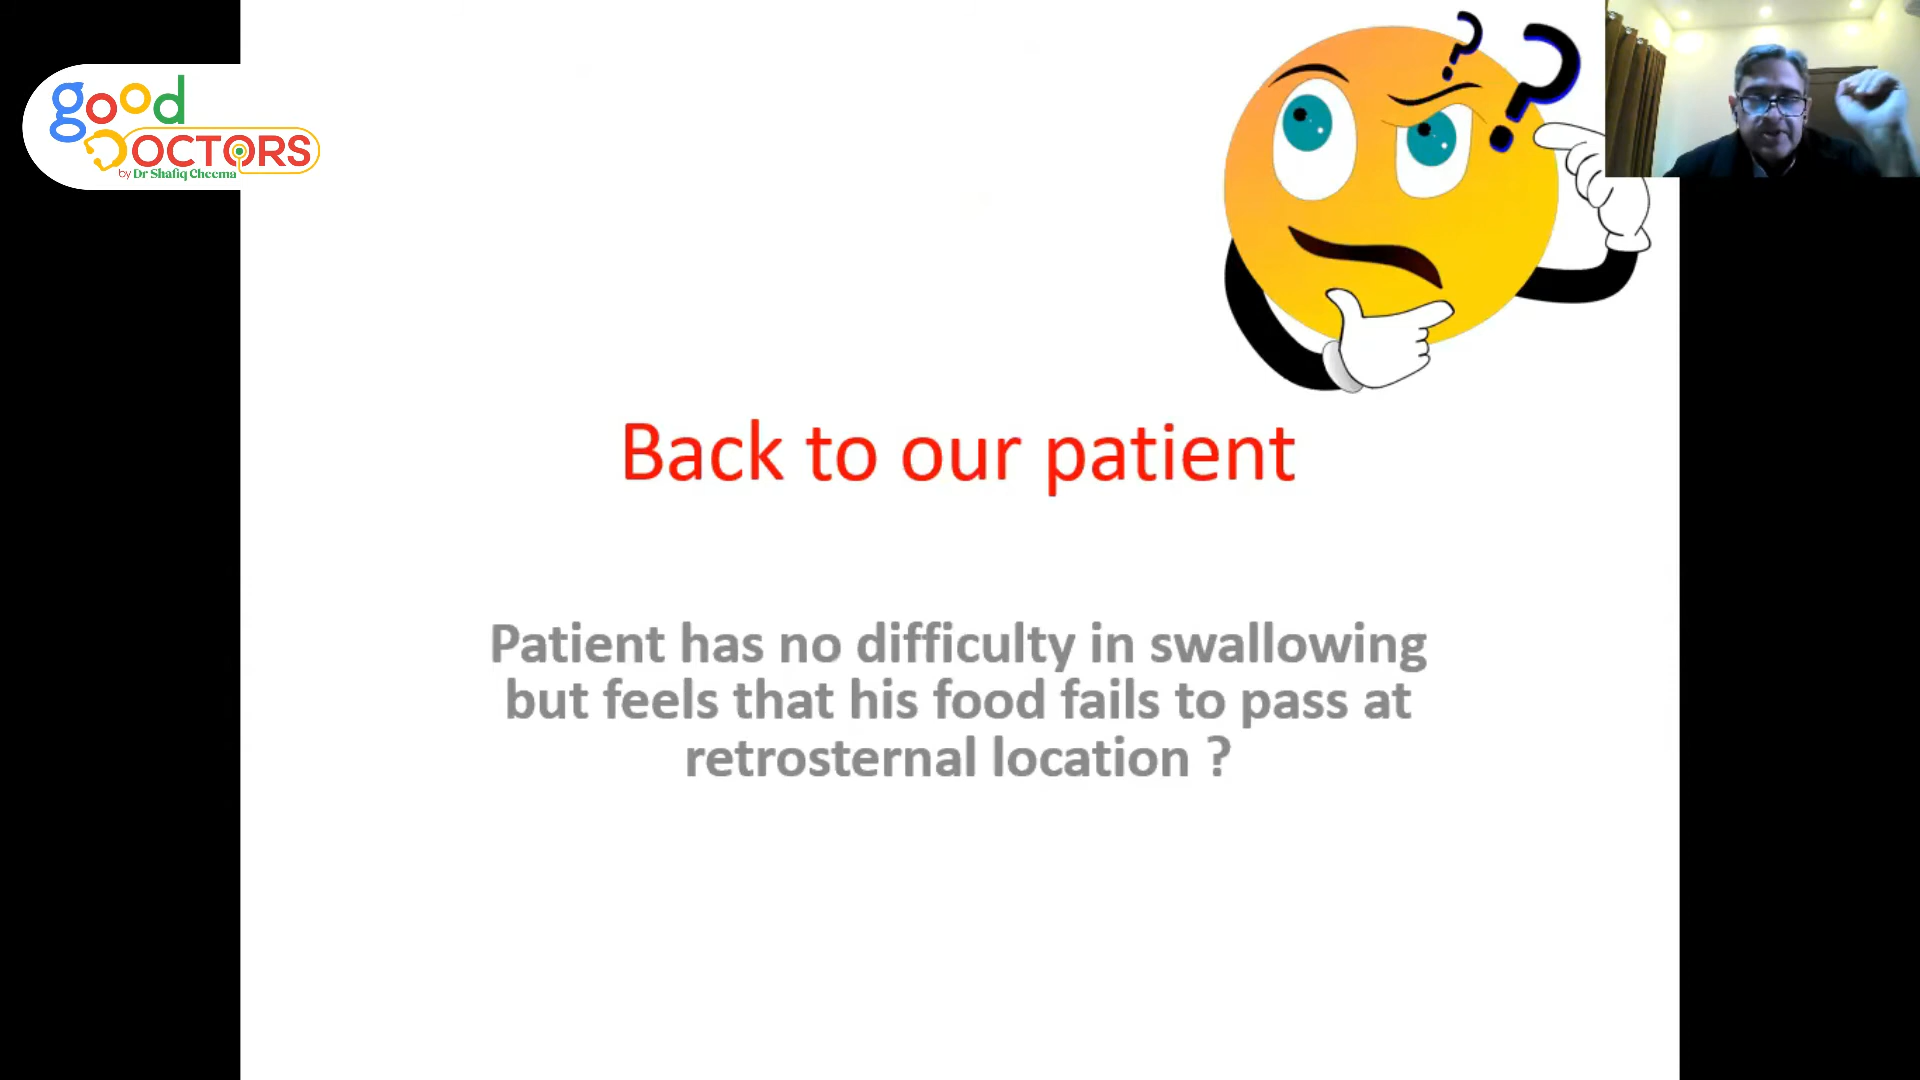 good
DOCTORS
by Dr Shafiq Cheema
? ?
Back to our patient
Patient has no difficulty in swallowing
but feels that his food fails to pass at
retrosternal location ?